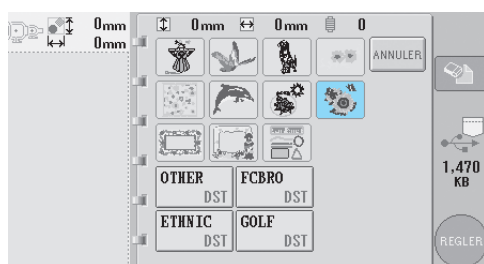 0mm 0mm 0mm 0
0mm
ANNULER
1,470
KB
OTHER FCBRO
DST DST
ETHNIC GOLF
DST DST
REGLER